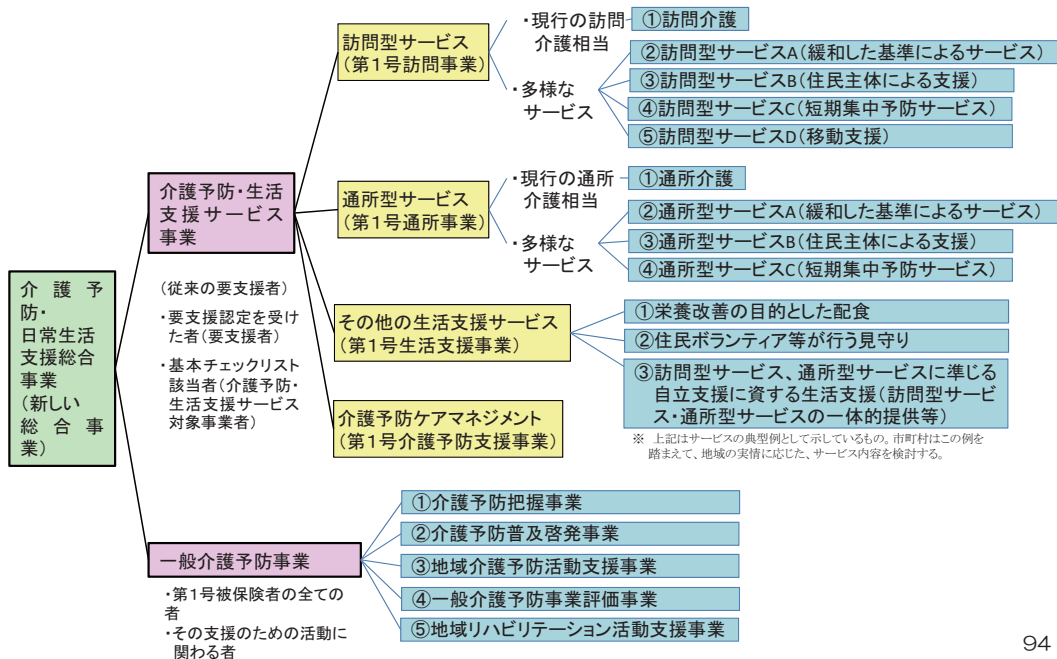 介護予
防・
日常生活
支援総合
事業
(新しい
総合事
業)
介護予防・生活
支援サービス
事業
(従来の要支援者)
・要支援認定を受け
た者(要支援者)
・基本チェックリスト
該当者(介護予防・
生活支援サービス
対象事業者)
訪問型サービス
(第1号訪問事業)
・現行の訪問
介護相当
①訪問介護
・多様な
サービス
②訪問型サービスA(緩和した基準によるサービス)
③訪問型サービスB(住民主体による支援)
④訪問型サービスC(短期集中予防サービス)
⑤訪問型サービスD(移動支援)
通所型サービス
(第1号通所事業)
・現行の通所
介護相当
①通所介護
・多様な
サービス
②通所型サービスA(緩和した基準によるサービス)
③通所型サービスB(住民主体による支援)
④通所型サービスC(短期集中予防サービス)
その他の生活支援サービス
(第1号生活支援事業)
①栄養改善の目的とした配食
②住民ボランティア等が行う見守り
③訪問型サービス、通所型サービスに準じる
自立支援に資する生活支援(訪問型サービ
ス・通所型サービスの一体的提供等)
※ 上記はサービスの典型例として示しているもの。市町村はこの例を
踏まえて、地域の実情に応じた、サービス内容を検討する。
介護予防ケアマネジメント
(第1号介護予防支援事業)
一般介護予防事業
・第1号被保険者の全ての
者
・その支援のための活動に
関わる者
①介護予防把握事業
②介護予防普及啓発事業
③地域介護予防活動支援事業
④一般介護予防事業評価事業
⑤地域リハビリテーション活動支援事業
94